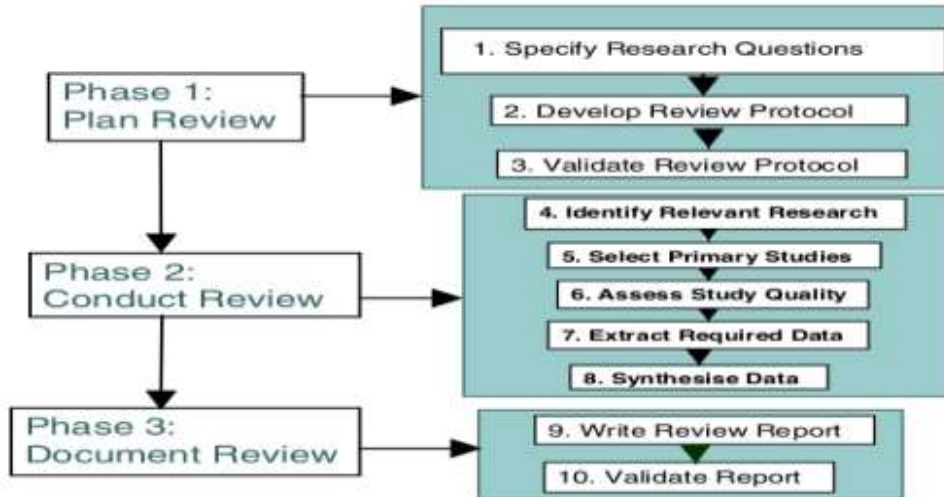 Phase 1:
Plan Review
1. Specify Research Questions
2. Develop Review Protocol
3. Validate Review Protocol
Phase 2:
Conduct Review
4. Identify Relevant Research
5. Select Primary Studies
6. Assess Study Quality
7. Extract Required Data
8. Synthesise Data
Phase 3:
Document Review
9. Write Review Report
10. Validate Report